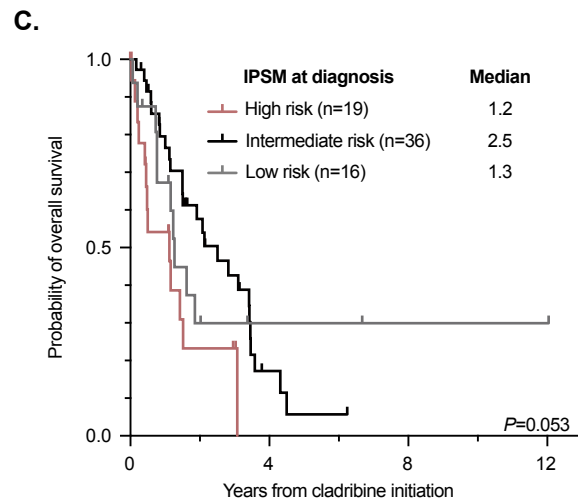 C.
IPSM at diagnosis Median
High risk (n=19) 1.2
Intermediate risk (n=36) 2.5
Low risk (n=16) 1.3
Probability of overall survival
1.0
0.5
0.0
P=0.053
0 4 8 12
Years from cladribine initiation